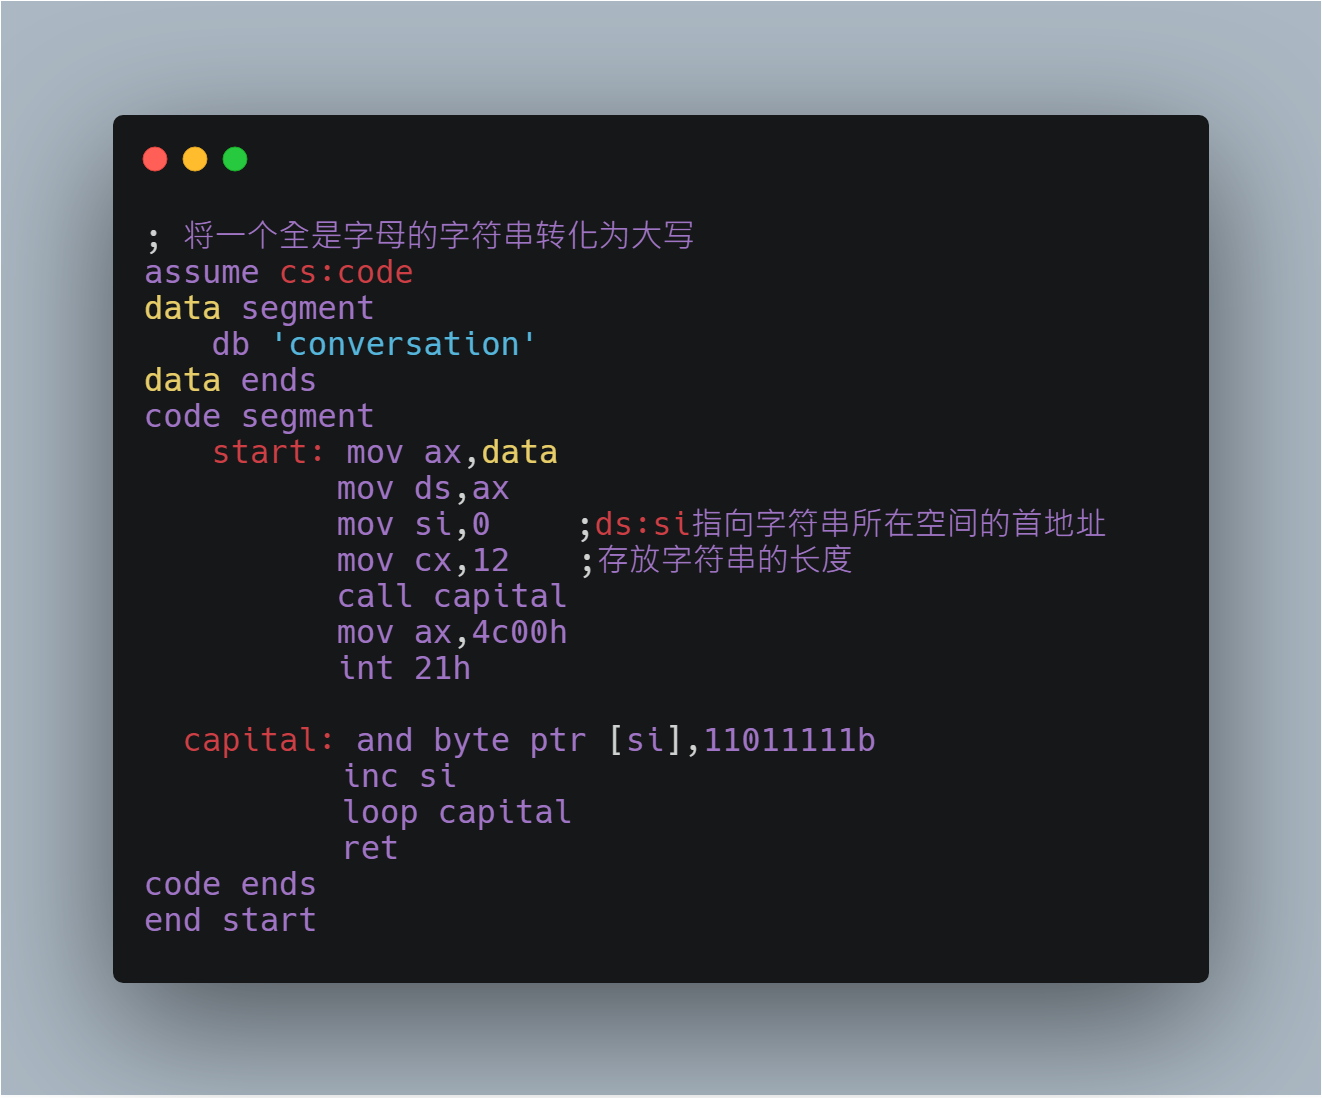 ; 将一个全是字母的字符串转化为大写
assume cs:code
data segment
    db 'conversation'
data ends
code segment
    start: mov ax,data
           mov ds,ax
           mov si,0     ;ds:si指向字符串所在空间的首地址
           mov cx,12    ;存放字符串的长度
           call capital
           mov ax,4c00h
           int 21h

  capital: and byte ptr [si],11011111b
           inc si
           loop capital
           ret
code ends
end start